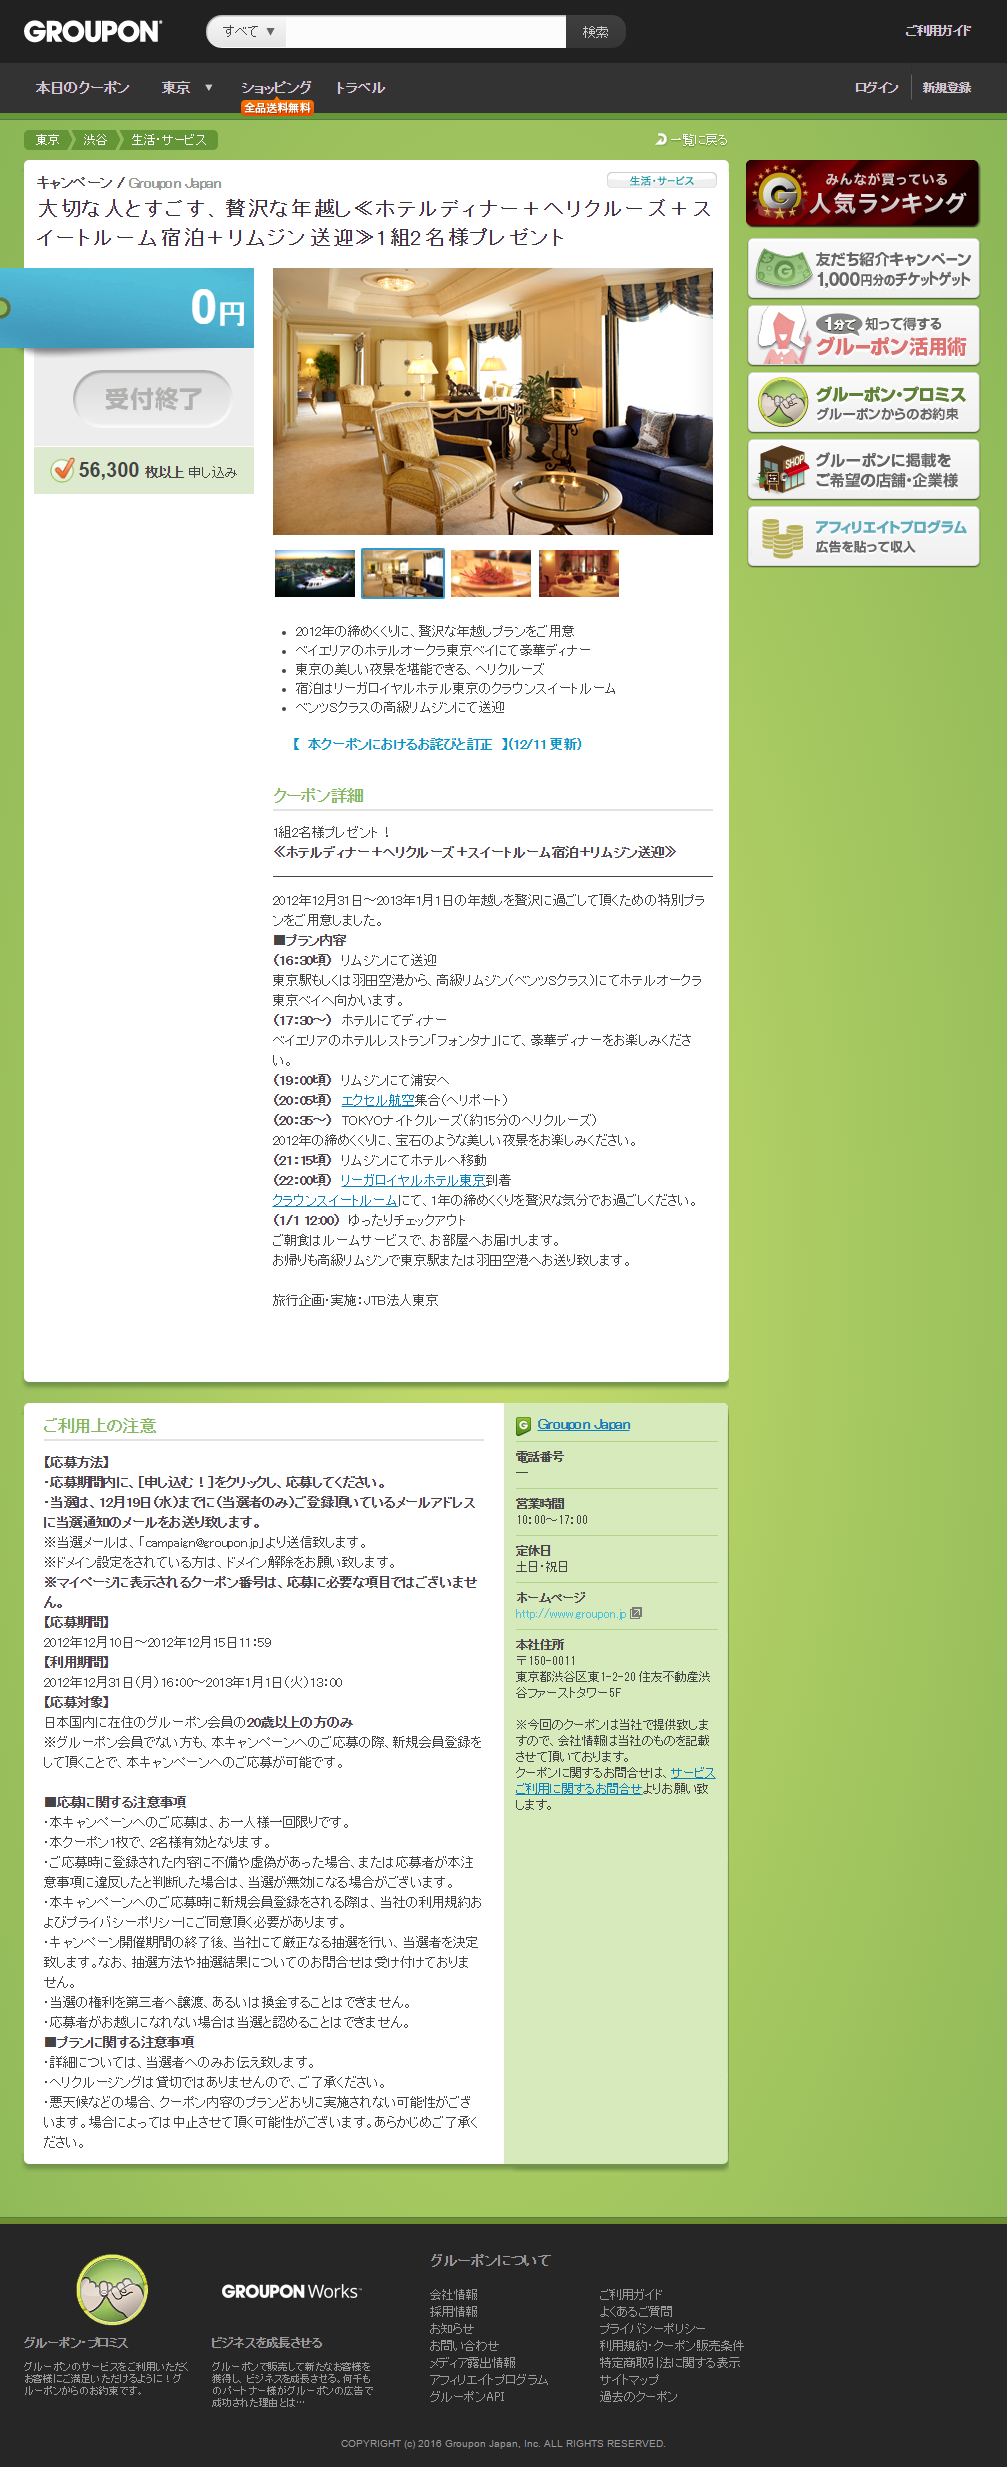 GROUPON
すべて ▼
検索
ご利用ガイド
本日のクーポン
東京 ▼
ショッピング
全品送料無料
トラベル
ログイン
新規登録
東京
渋谷
生活・サービス
一覧に戻る
キャンペーン / Groupon Japan
生活・サービス
大切な人とすごす、贅沢な年越し≪ホテルディナー＋ヘリクルーズ＋ス
イートルーム宿泊＋リムジン送迎≫1組2名様プレゼント
0円
受付終了
56,300 枚以上 申し込み
みんなが買っている
人気ランキング
友だち紹介キャンペーン
1,000円分のチケットゲット
1分で 知って得する
グルーポン活用術
グルーポン・プロミス
グルーポンからのお約束
SHOP
グルーポンに掲載を
ご希望の店舗・企業様
アフィリエイトプログラム
広告を貼って収入
• 2012年の締めくくりに、贅沢な年越しプランをご用意
• ベイエリアのホテルオークラ東京ベイにて豪華ディナー
• 東京の美しい夜景を堪能できる、ヘリクルーズ
• 宿泊はリーガロイヤルホテル東京のクラウンスイートルーム
• ベンツSクラスの高級リムジンにて送迎
【 本クーポンにおけるお詫びと訂正 】（12/11更新）
クーポン詳細
1組2名様プレゼント！
≪ホテルディナー＋ヘリクルーズ＋スイートルーム宿泊＋リムジン送迎≫
2012年12月31日～2013年1月1日の年越しを贅沢に過ごして頂くための特別プラ
ンをご用意しました。
■プラン内容
（16：30頃） リムジンにて送迎
東京駅もしくは羽田空港から、高級リムジン（ベンツSクラス）にてホテルオークラ
東京ベイへ向かいます。
（17：30～） ホテルにてディナー
ベイエリアのホテルレストラン「フォンタナ」にて、豪華ディナーをお楽しみくださ
い。
（19：00頃） リムジンにて浦安へ
（20：05頃） エクセル航空集合（ヘリポート）
（20：35～） TOKYOナイトクルーズ（約15分のヘリクルーズ）
2012年の締めくくりに、宝石のような美しい夜景をお楽しみください。
（21：15頃） リムジンにてホテルへ移動
（22：00頃） リーガロイヤルホテル東京到着
クラウンスイートルームにて、1年の締めくくりを贅沢な気分でお過ごしください。
（1/1 12:00） ゆったりチェックアウト
ご朝食はルームサービスで、お部屋へお届けします。
お帰りも高級リムジンで東京駅または羽田空港へお送り致します。
旅行企画・実施：JTB法人東京
ご利用上の注意
【応募方法】
・応募期間内に、［申し込む！］をクリックし、応募してください。
・当選は、12月19日（水）までに（当選者のみ）ご登録頂いているメールアドレス
に当選通知のメールをお送り致します。
※当選メールは、「campaign@groupon.jp」より送信致します。
※ドメイン設定をされている方は、ドメイン解除をお願い致します。
※マイページに表示されるクーポン番号は、応募に必要な項目ではございませ
ん。
【応募期間】
2012年12月10日～2012年12月15日11：59
【利用期間】
2012年12月31日（月）16：00～2013年1月1日（火）13：00
【応募対象】
日本国内に在住のグルーポン会員の20歳以上の方のみ
※グルーポン会員でない方も、本キャンペーンへのご応募の際、新規会員登録を
して頂くことで、本キャンペーンへのご応募が可能です。
■応募に関する注意事項
・本キャンペーンへのご応募は、お一人様一回限りです。
・本クーポン1枚で、2名様有効となります。
・ご応募時に登録された内容に不備や虚偽があった場合、または応募者が本注
意事項に違反したと判断した場合は、当選が無効になる場合がございます。
・本キャンペーンへのご応募時に新規会員登録をされる際は、当社の利用規約お
よびプライバシーポリシーにご同意頂く必要があります。
・キャンペーン開催期間の終了後、当社にて厳正なる抽選を行い、当選者を決定
致します。なお、抽選方法や抽選結果についてのお問合せは受け付けておりま
せん。
・当選の権利を第三者へ譲渡、あるいは換金することはできません。
・応募者がお越しになれない場合は当選と認めることはできません。
■プランに関する注意事項
・詳細については、当選者へのみお伝え致します。
・ヘリクルージングは貸切ではありませんので、ご了承ください。
・悪天候などの場合、クーポン内容のプランどおりに実施されない可能性がござ
います。場合によっては中止させて頂く可能性がございます。あらかじめご了承く
ださい。
Groupon Japan
電話番号
―
営業時間
10：00～17：00
定休日
土日・祝日
ホームページ
http://www.groupon.jp
本社住所
〒150-0011
東京都渋谷区東1-2-20 住友不動産渋
谷ファーストタワー5F
※今回のクーポンは当社で提供致しま
すので、会社情報は当社のものを記載
させて頂いております。
クーポンに関するお問合せは、サービス
ご利用に関するお問合せよりお願い致
します。
グルーポン・プロミス
グルーポンのサービスをご利用いただく
お客様にご満足いただけるように！グ
ルーポンからのお約束です。
GROUPON Works
ビジネスを成長させる
グルーポンで販売して新たなお客様を
獲得し、ビジネスを成長させる。何千も
のパートナー様がグルーポンの広告で
成功された理由とは…
グルーポンについて
会社情報
採用情報
お知らせ
お問い合わせ
メディア露出情報
アフィリエイトプログラム
グルーポンAPI
ご利用ガイド
よくあるご質問
プライバシーポリシー
利用規約・クーポン販売条件
特定商取引法に関する表示
サイトマップ
過去のクーポン
COPYRIGHT (c) 2016 Groupon Japan, Inc. ALL RIGHTS RESERVED.